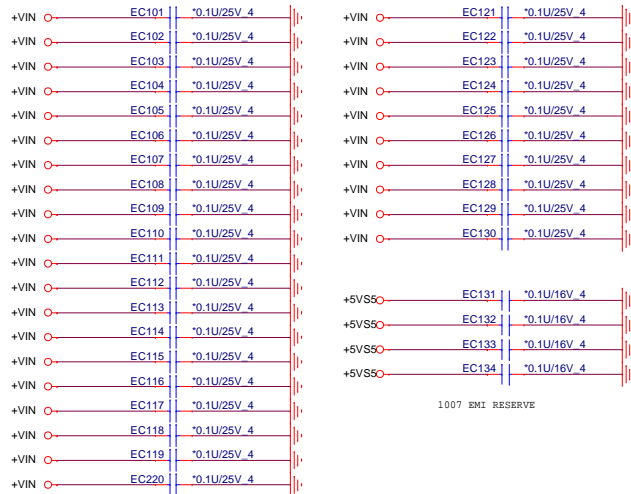 +VIN EC101 *0.1U/25V_4
+VIN EC102 *0.1U/25V_4
+VIN EC103 *0.1U/25V_4
+VIN EC104 *0.1U/25V_4
+VIN EC105 *0.1U/25V_4
+VIN EC106 *0.1U/25V_4
+VIN EC107 *0.1U/25V_4
+VIN EC108 *0.1U/25V_4
+VIN EC109 *0.1U/25V_4
+VIN EC110 *0.1U/25V_4
+VIN EC111 *0.1U/25V_4
+VIN EC112 *0.1U/25V_4
+VIN EC113 *0.1U/25V_4
+VIN EC114 *0.1U/25V_4
+VIN EC115 *0.1U/25V_4
+VIN EC116 *0.1U/25V_4
+VIN EC117 *0.1U/25V_4
+VIN EC118 *0.1U/25V_4
+VIN EC119 *0.1U/25V_4
+VIN EC220 *0.1U/25V_4
+VIN EC121 *0.1U/25V_4
+VIN EC122 *0.1U/25V_4
+VIN EC123 *0.1U/25V_4
+VIN EC124 *0.1U/25V_4
+VIN EC125 *0.1U/25V_4
+VIN EC126 *0.1U/25V_4
+VIN EC127 *0.1U/25V_4
+VIN EC128 *0.1U/25V_4
+VIN EC129 *0.1U/25V_4
+VIN EC130 *0.1U/25V_4
+5VS5 EC131 *0.1U/16V_4
+5VS5 EC132 *0.1U/16V_4
+5VS5 EC133 *0.1U/16V_4
+5VS5 EC134 *0.1U/16V_4
1007 EMI RESERVE